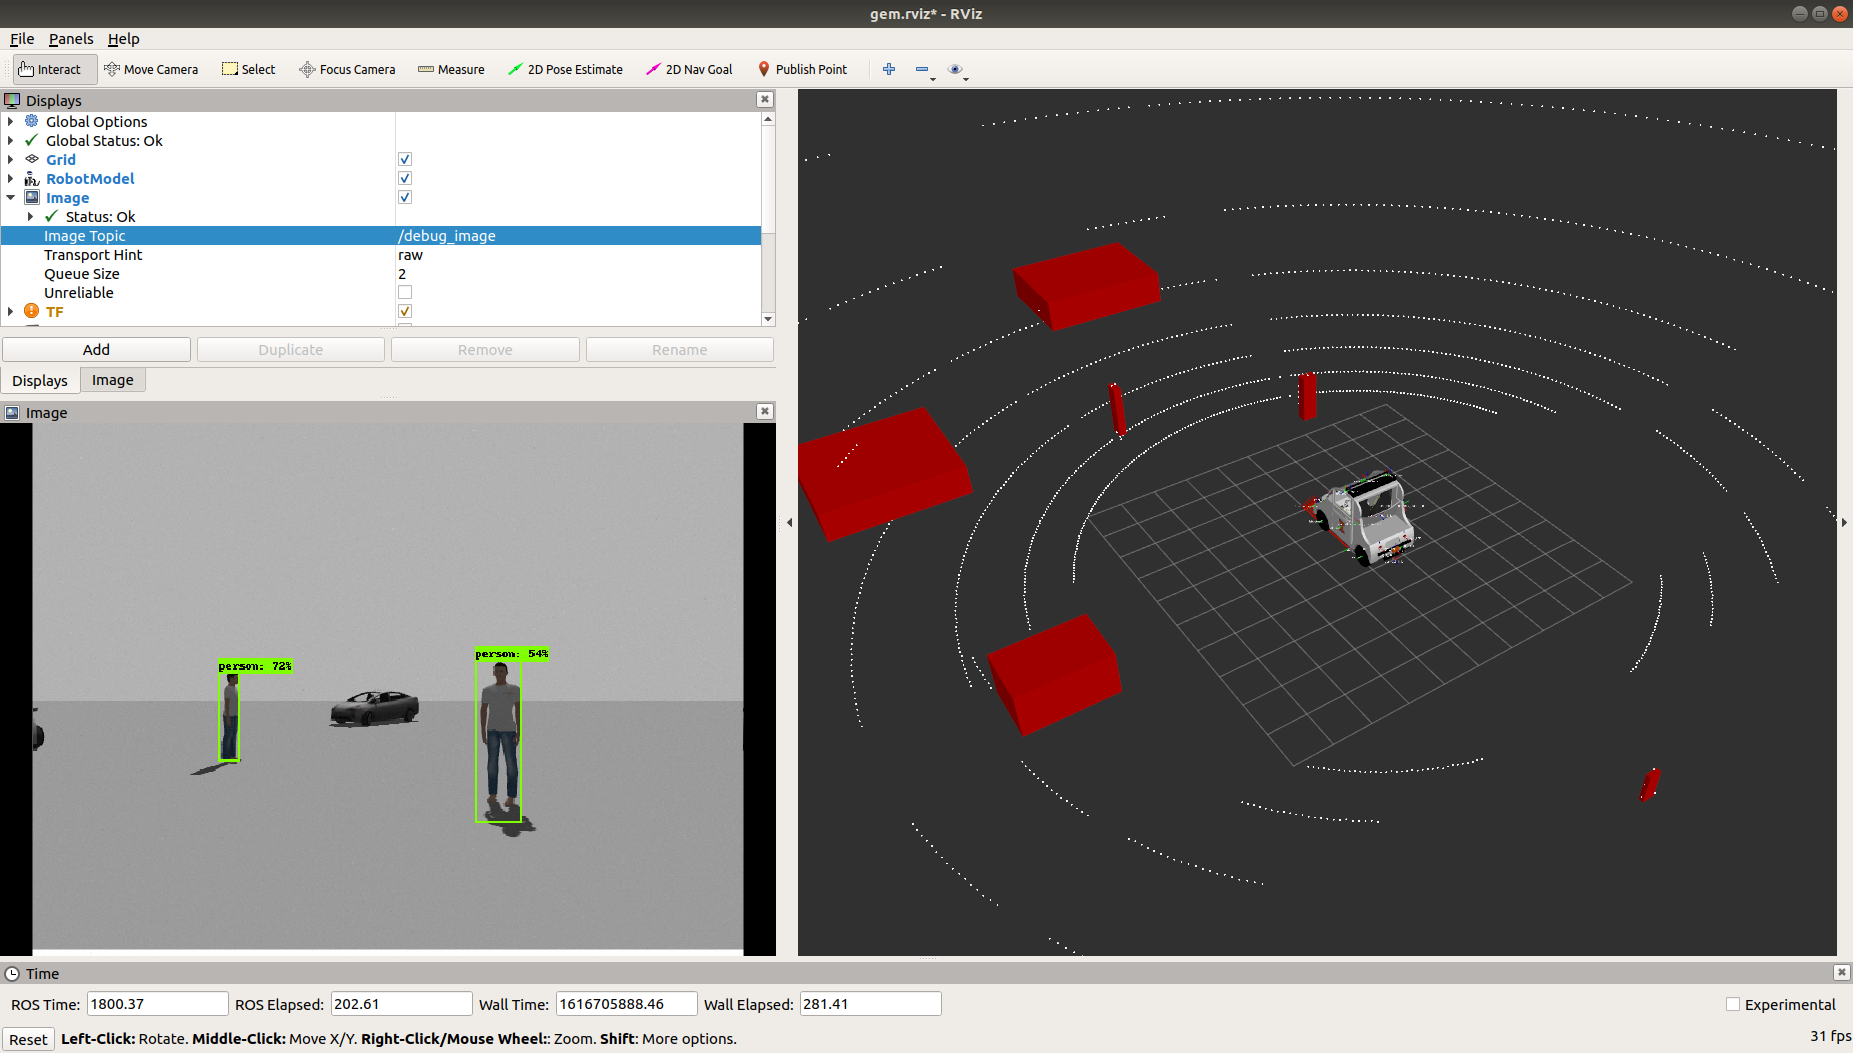 gem.rviz* - RViz
File Panels Help
Interact Move Camera Select Focus Camera Measure 2D Pose Estimate 2D Nav Goal Publish Point
Displays
Global Options
Global Status: Ok
Grid
RobotModel
Image
Status: Ok
Image Topic /debug_image
Transport Hint raw
Queue Size 2
Unreliable
TF
Add Duplicate Remove Rename
Displays Image
Image
person: 72%
person: 54%
Time
ROS Time: 1800.37 ROS Elapsed: 202.61 Wall Time: 1616705888.46 Wall Elapsed: 281.41 Experimental
Reset Left-Click: Rotate. Middle-Click: Move X/Y. Right-Click/Mouse Wheel:: Zoom. Shift: More options. 31 fps